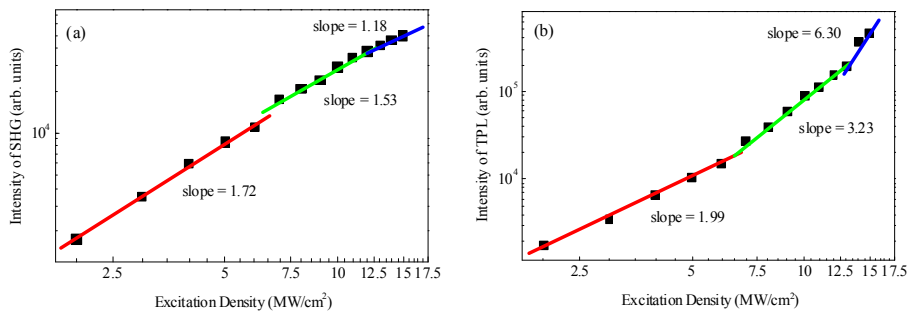 (a)
slope = 1.18
slope = 1.53
slope = 1.72
Intensity of SHG (arb. units)
10⁴
2.5 5 7.5 10 12.5 15 17.5
Excitation Density (MW/cm²)
(b)
slope = 6.30
slope = 3.23
slope = 1.99
Intensity of TPL (arb. units)
10⁵
10⁴
2.5 5 7.5 10 12.5 15 17.5
Excitation Density (MW/cm²)